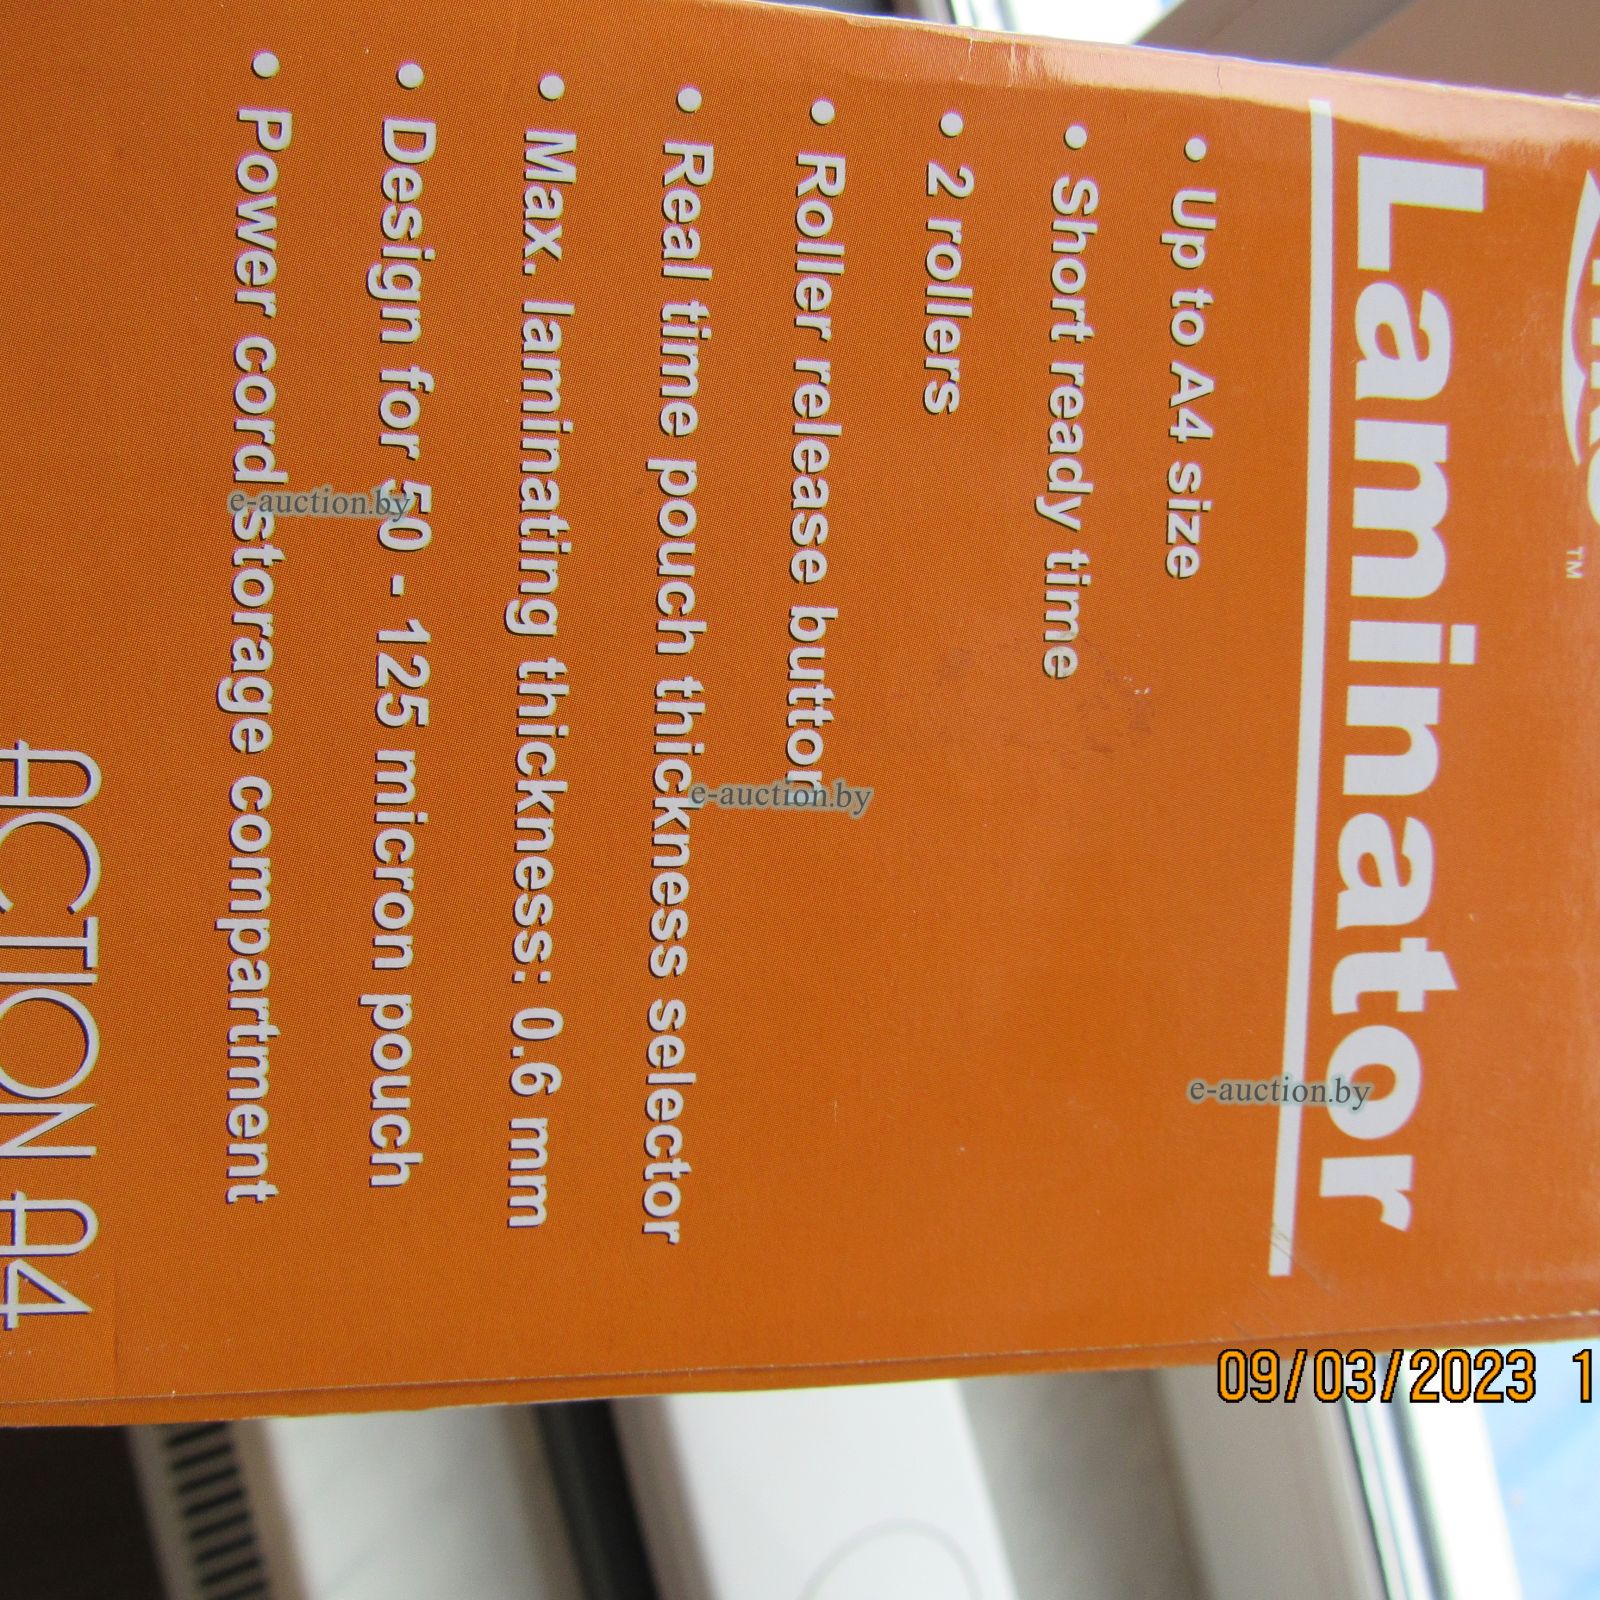 TM
Laminator
• Up to A4 size
• Short ready time
• 2 rollers
• Roller release button
• Real time pouch thickness selector
• Max. laminating thickness: 0.6 mm
• Design for 50 - 125 micron pouch
• Power cord storage compartment
ACTION A4
e-auction.by
e-auction.by
e-auction.by
09/03/2023 1